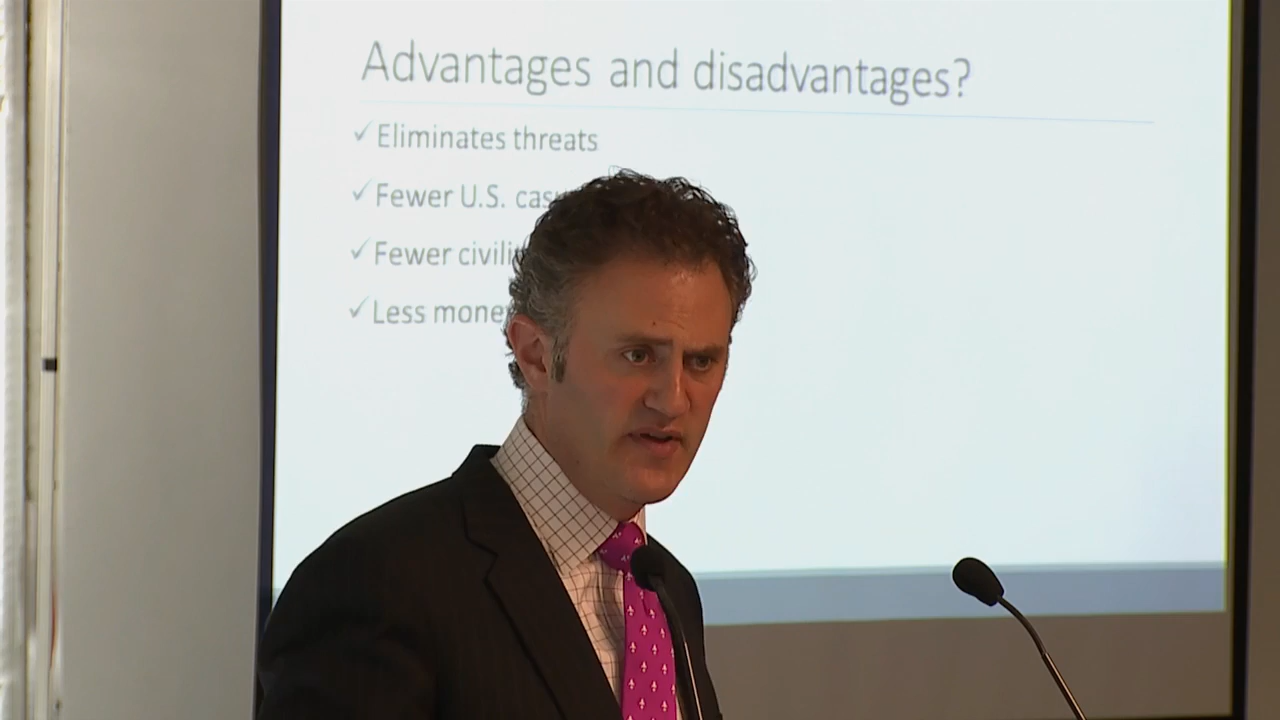 Advantages and disadvantages?
✓Eliminates threats
✓Fewer U.S.
✓Fewer
✓Less